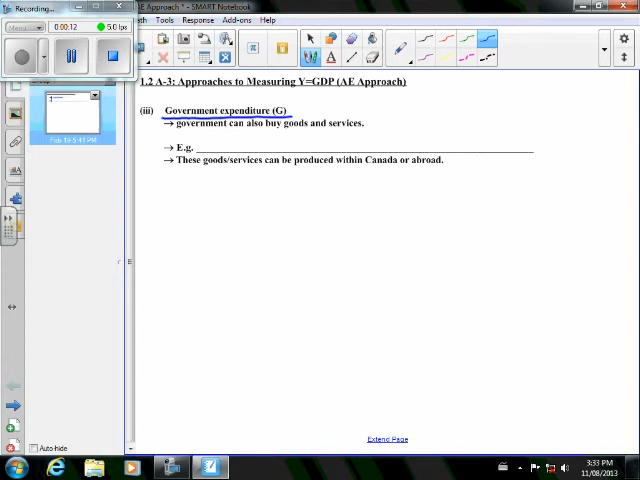 Recording...
AE Approach * - SMART Notebook
Menu
0:00:12
5.0 fps
Tools Response Add-ons Help
1.2 A-3: Approaches to Measuring Y=GDP (AE Approach)
(iii) Government expenditure (G)
→ government can also buy goods and services.
→ E.g.
→ These goods/services can be produced within Canada or abroad.
1
Feb 19-5:41 PM
Extend Page
Auto-hide
3:33 PM
11/08/2013